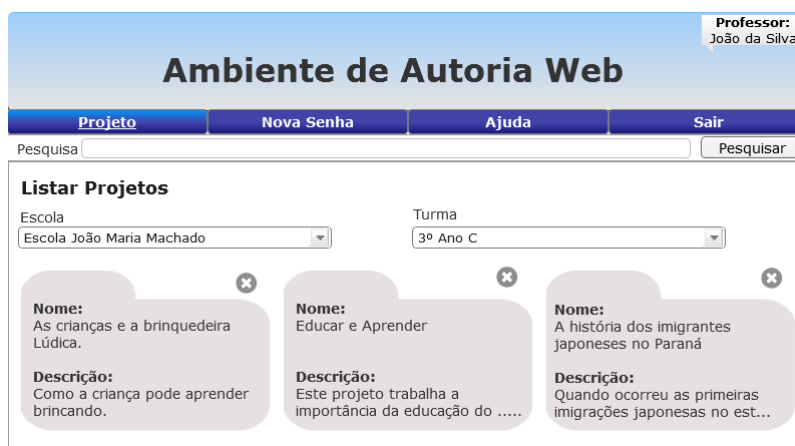 Professor:
João da Silva
Ambiente de Autoria Web
Projeto
Nova Senha
Ajuda
Sair
Pesquisa
Pesquisar
Listar Projetos
Escola
Turma
Escola João Maria Machado
3º Ano C
Nome:
As crianças e a brinquedeira
Lúdica.
Descrição:
Como a criança pode aprender
brincando.
Nome:
Educar e Aprender
Descrição:
Este projeto trabalha a
importância da educação do .....
Nome:
A história dos imigrantes
japoneses no Paraná
Descrição:
Quando ocorreu as primeiras
imigrações japonesas no est...